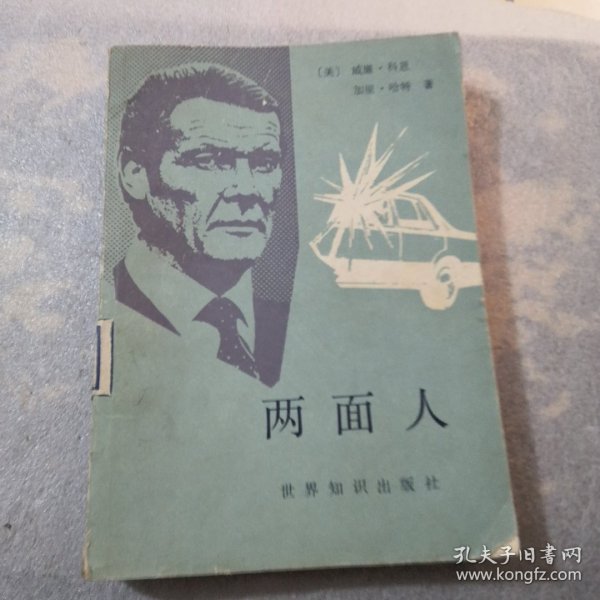 〔美〕 威廉·科恩
加里·哈特 著
两面人
世界知识出版社
孔夫子旧书网
www.kongfz.com